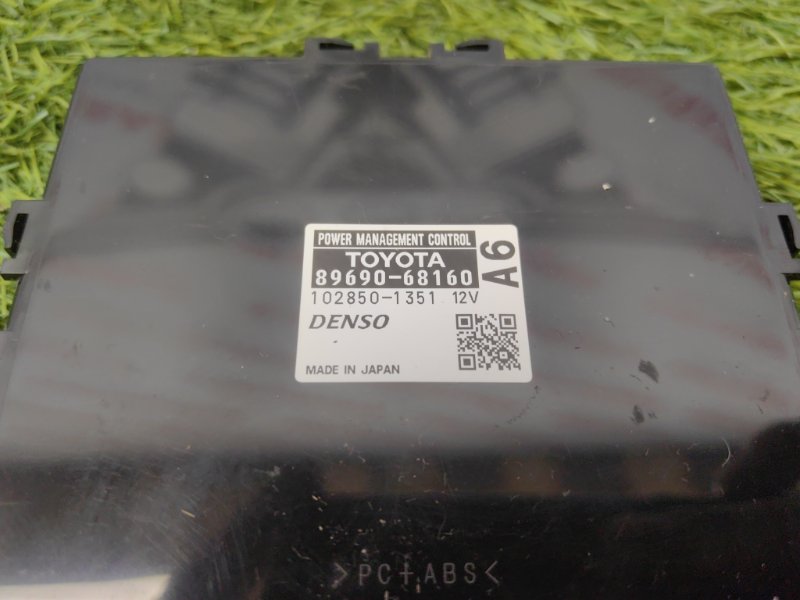 POWER MANAGEMENT CONTROL
TOYOTA
89690-68160
A6
102850-1351 12V
DENSO
MADE IN JAPAN
>PC+ABS<